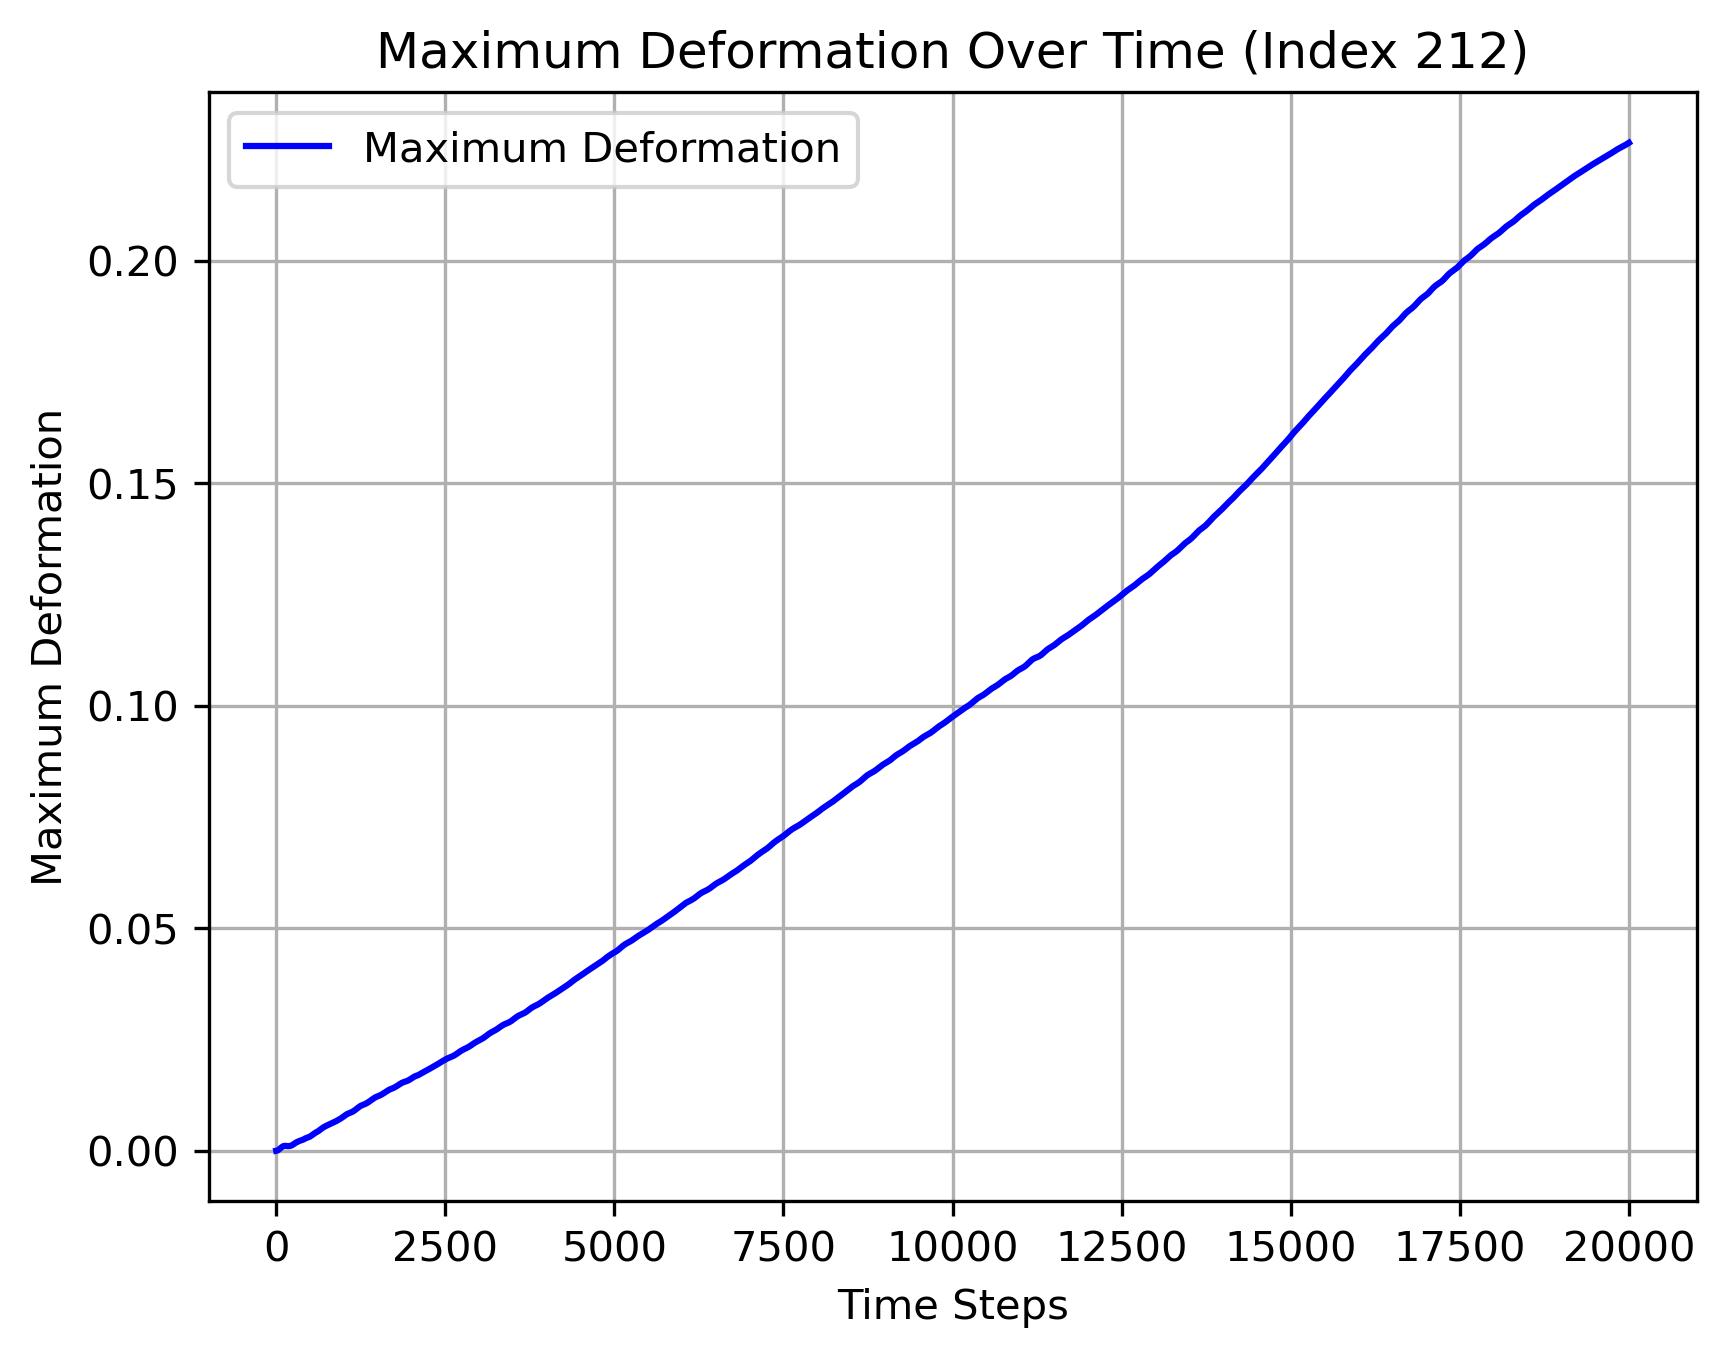 Maximum Deformation Over Time (Index 212)
Maximum Deformation
Maximum Deformation
0.20
0.15
0.10
0.05
0.00
0 2500 5000 7500 10000 12500 15000 17500 20000
Time Steps